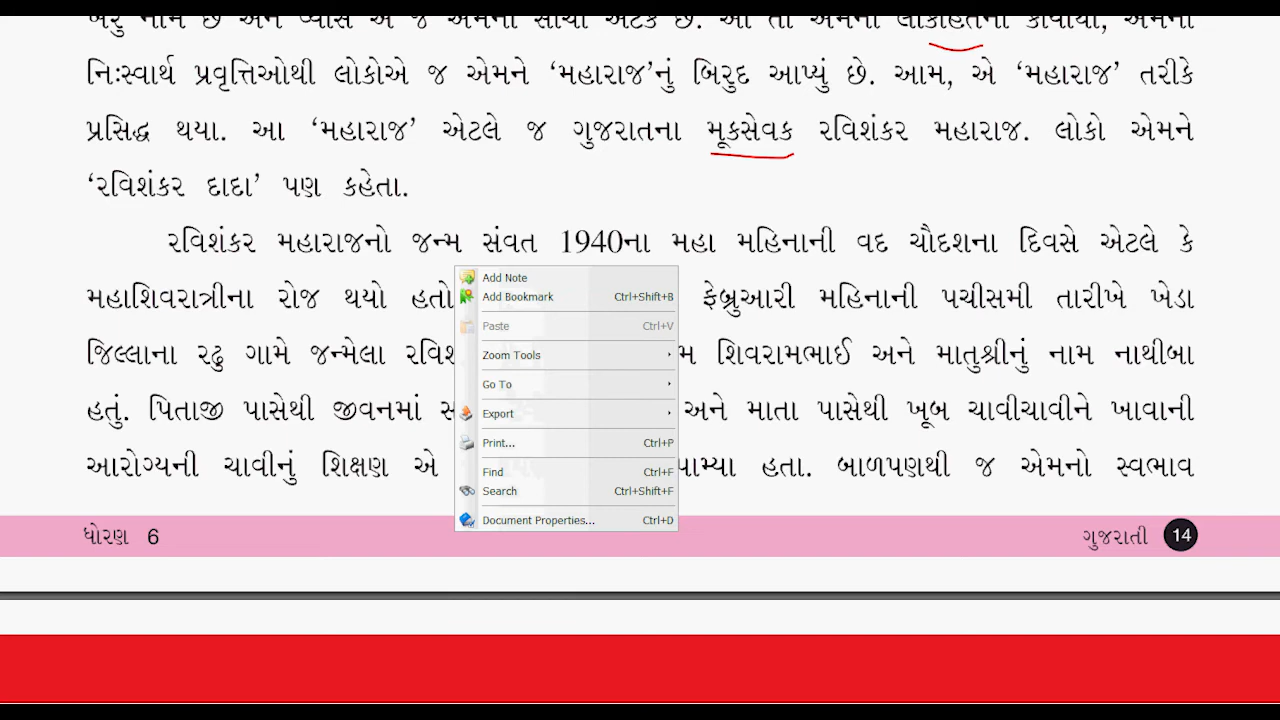 નિઃસ્વાર્થ પ્રવૃત્તિઓથી લોકોએ જ એમને ‘મહારાજ’નું બિરુદ આપ્યું છે. આમ, એ ‘મહારાજ’ તરીકે
પ્રસિદ્ધ થયા. આ ‘મહારાજ’ એટલે જ ગુજરાતના મૂકસેવક રવિશંકર મહારાજ. લોકો એમને
‘રવિશંકર દાદા’ પણ કહેતા.
રવિશંકર મહારાજનો જન્મ સંવત 1940ના મહા મહિનાની વદ ચૌદશના દિવસે એટલે કે
મહાશિવરાત્રીના રોજ થયો હતો ફેબ્રુઆરી મહિનાની પચીસમી તારીખે ખેડા
જિલ્લાના રઢુ ગામે જન્મેલા શિવરામભાઈ અને માતુશ્રીનું નામ નાથીબા
હતું. પિતાજી પાસેથી જીવનમાં અને માતા પાસેથી ખૂબ ચાવીચાવીને ખાવાની
આરોગ્યની ચાવીનું શિક્ષણ એ પામ્યા હતા. બાળપણથી જ એમનો સ્વભાવ
Add Note
Add Bookmark Ctrl+Shift+B
Paste Ctrl+V
Zoom Tools
Go To
Export
Print... Ctrl+P
Find Ctrl+F
Search Ctrl+Shift+F
Document Properties... Ctrl+D
ધોરણ 6 ગુજરાતી 14